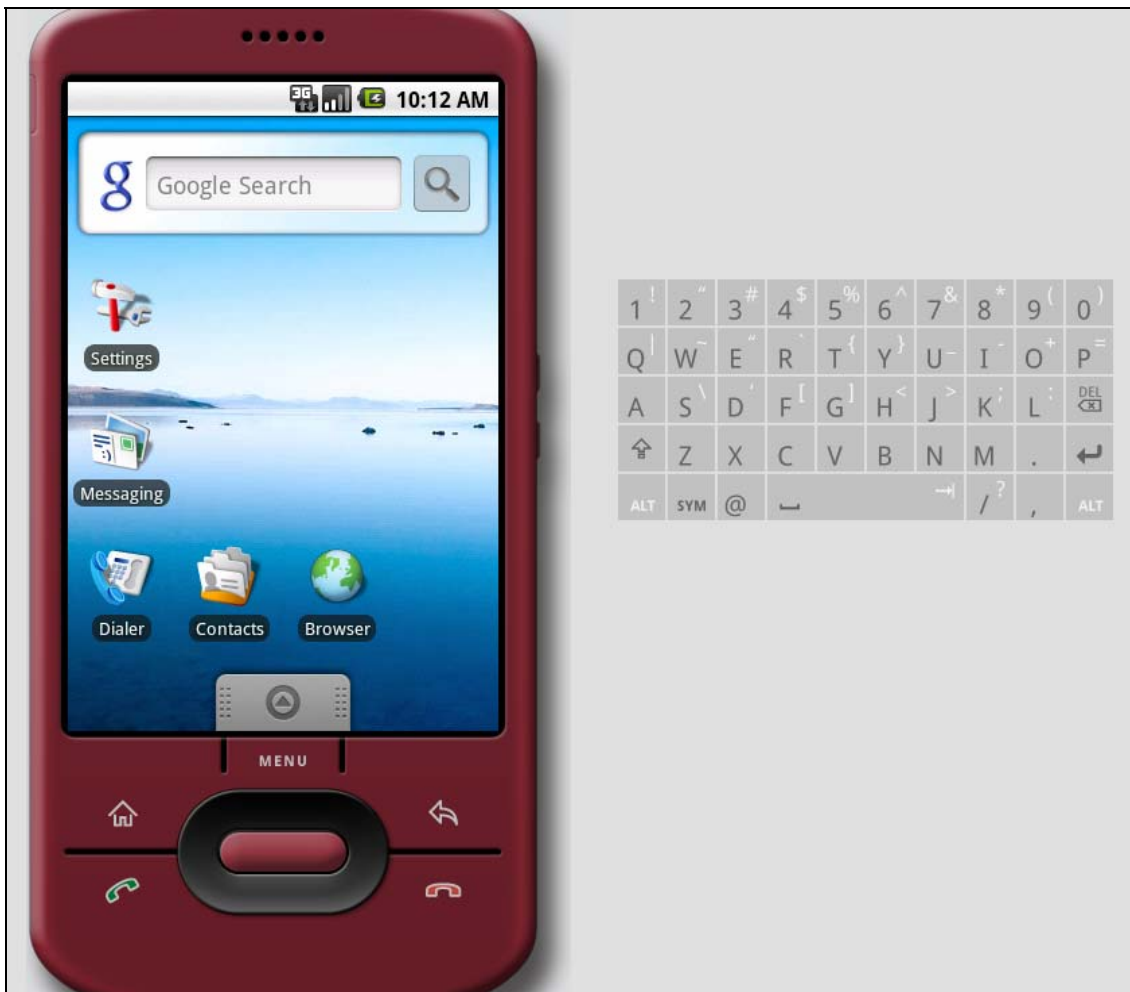 3G 10:12 AM
g Google Search
Settings
Messaging
Dialer Contacts Browser
MENU
1 ! 2 " 3 # 4 $ 5 % 6 ^ 7 & 8 * 9 ( 0 )
Q | W ~ E " R ` T { Y } U _ I - O + P =
A S \ D ' F [ G ] H < J > K ; L : DEL
Z X C V B N M .
ALT SYM @ / ? , ALT